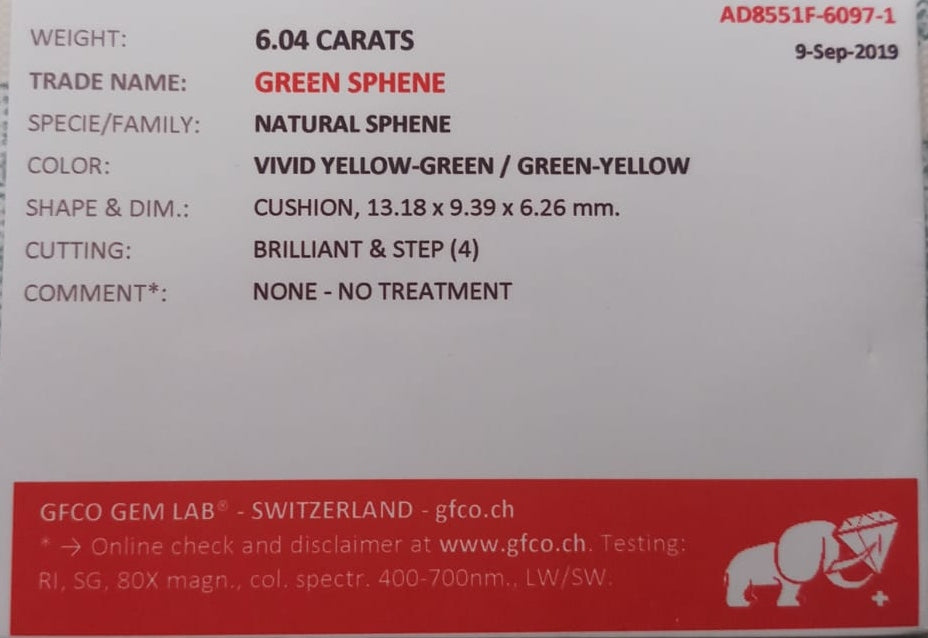 AD8551F-6097-1
WEIGHT: 6.04 CARATS
9-Sep-2019
TRADE NAME: GREEN SPHENE
SPECIE/FAMILY: NATURAL SPHENE
COLOR: VIVID YELLOW-GREEN / GREEN-YELLOW
SHAPE & DIM.: CUSHION, 13.18 x 9.39 x 6.26 mm.
CUTTING: BRILLIANT & STEP (4)
COMMENT*: NONE - NO TREATMENT
GFCO GEM LAB® - SWITZERLAND - gfco.ch
* → Online check and disclaimer at www.gfco.ch. Testing:
RI, SG, 80X magn., col. spectr. 400-700nm., LW/SW.